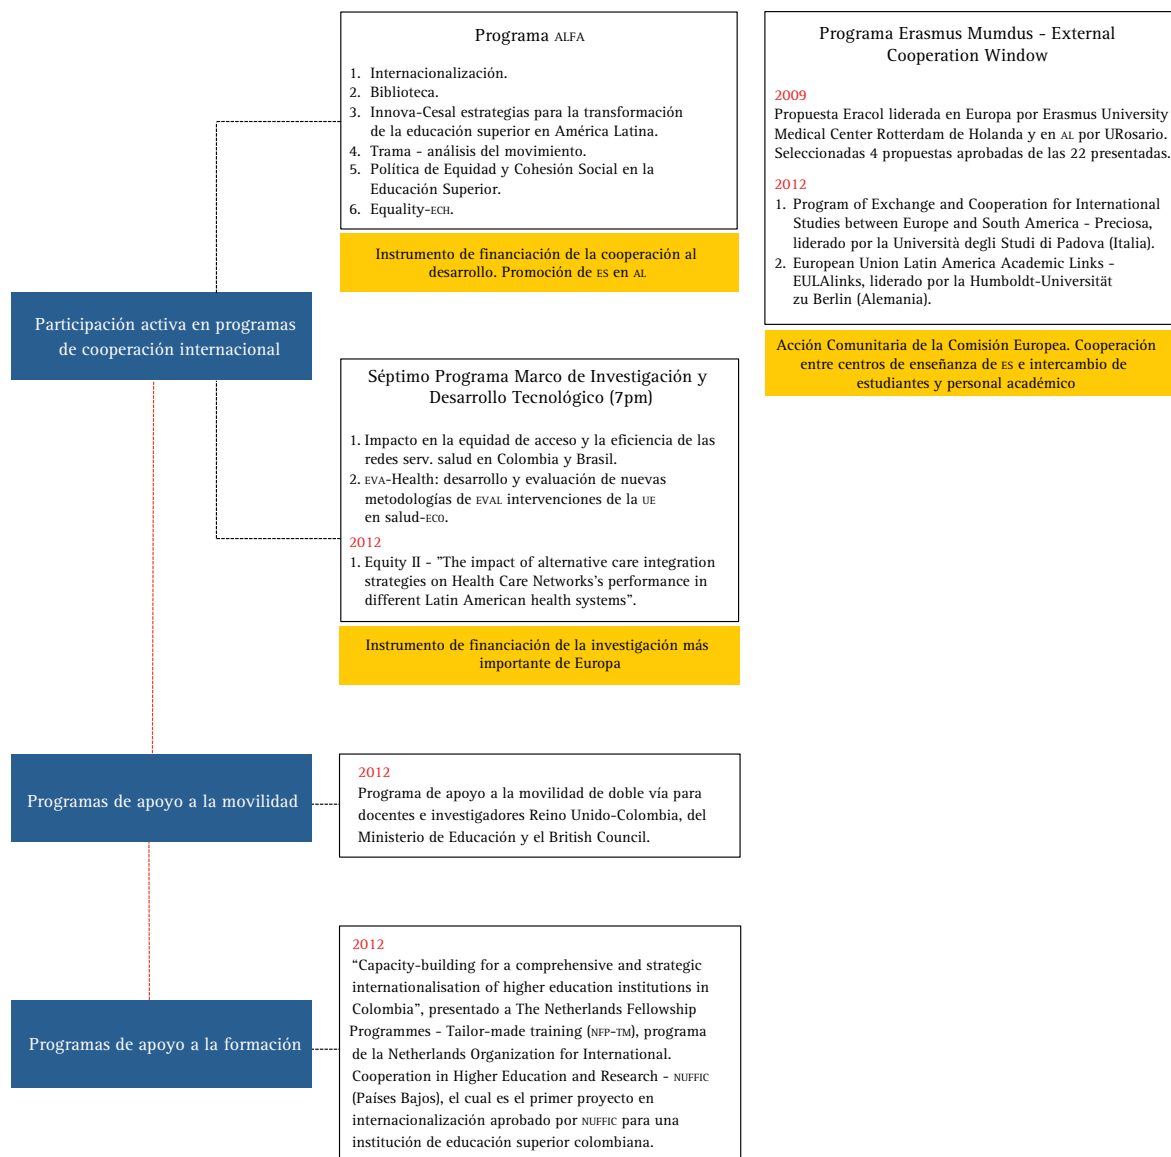 Programa ALFA
1. Internacionalización.
2. Biblioteca.
3. Innova-Cesal estrategias para la transformación
de la educación superior en América Latina.
4. Trama - análisis del movimiento.
5. Política de Equidad y Cohesión Social en la
Educación Superior.
6. Equality-ECH.
Instrumento de financiación de la cooperación al
desarrollo. Promoción de ES en AL
Programa Erasmus Mumdus - External
Cooperation Window
2009
Propuesta Eracol liderada en Europa por Erasmus University
Medical Center Rotterdam de Holanda y en AL por URosario.
Seleccionadas 4 propuestas aprobadas de las 22 presentadas.
2012
1. Program of Exchange and Cooperation for International
Studies between Europe and South America - Preciosa,
liderado por la Università degli Studi di Padova (Italia).
2. European Union Latin America Academic Links -
EULAlinks, liderado por la Humboldt-Universität
zu Berlin (Alemania).
Acción Comunitaria de la Comisión Europea. Cooperación
entre centros de enseñanza de ES e intercambio de
estudiantes y personal académico
Participación activa en programas
de cooperación internacional
Séptimo Programa Marco de Investigación y
Desarrollo Tecnológico (7pm)
1. Impacto en la equidad de acceso y la eficiencia de las
redes serv. salud en Colombia y Brasil.
2. EVA-Health: desarrollo y evaluación de nuevas
metodologías de EVAL intervenciones de la UE
en salud-ECO.
2012
1. Equity II - ”The impact of alternative care integration
strategies on Health Care Networks's performance in
different Latin American health systems”.
Instrumento de financiación de la investigación más
importante de Europa
Programas de apoyo a la movilidad
2012
Programa de apoyo a la movilidad de doble vía para
docentes e investigadores Reino Unido-Colombia, del
Ministerio de Educación y el British Council.
Programas de apoyo a la formación
2012
“Capacity-building for a comprehensive and strategic
internationalisation of higher education institutions in
Colombia”, presentado a The Netherlands Fellowship
Programmes - Tailor-made training (NFP-TM), programa
de la Netherlands Organization for International.
Cooperation in Higher Education and Research - NUFFIC
(Países Bajos), el cual es el primer proyecto en
internacionalización aprobado por NUFFIC para una
institución de educación superior colombiana.